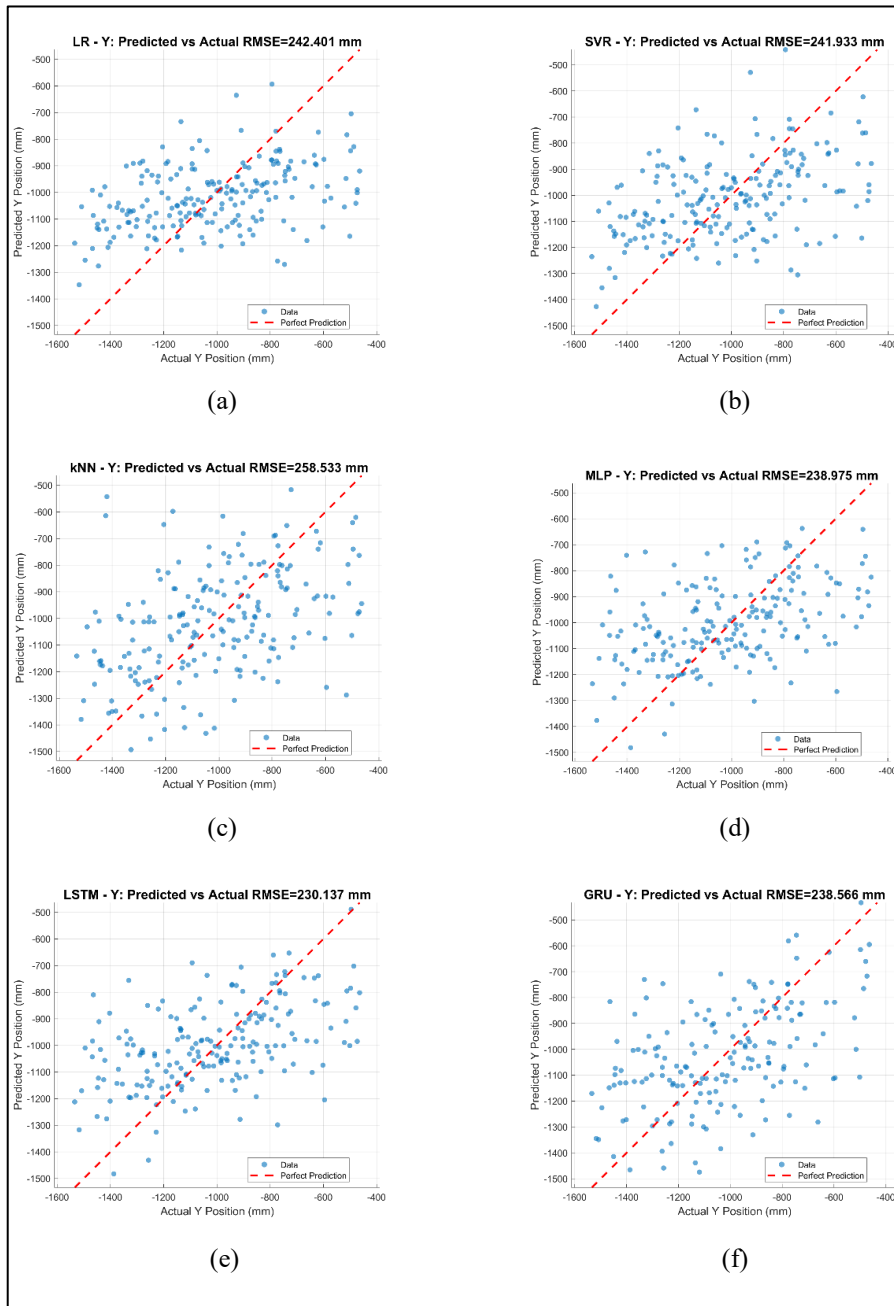 LR - Y: Predicted vs Actual RMSE=242.401 mm
-500
-600
-700
-800
-900
-1000
-1100
-1200
-1300
-1400
-1500
Predicted Y Position (mm)
Data
Perfect Prediction
-1600 -1400 -1200 -1000 -800 -600 -400
Actual Y Position (mm)
(a)
SVR - Y: Predicted vs Actual RMSE=241.933 mm
-500
-600
-700
-800
-900
-1000
-1100
-1200
-1300
-1400
-1500
Predicted Y Position (mm)
Data
Perfect Prediction
-1600 -1400 -1200 -1000 -800 -600 -400
Actual Y Position (mm)
(b)
kNN - Y: Predicted vs Actual RMSE=258.533 mm
-500
-600
-700
-800
-900
-1000
-1100
-1200
-1300
-1400
-1500
Predicted Y Position (mm)
Data
Perfect Prediction
-1600 -1400 -1200 -1000 -800 -600 -400
Actual Y Position (mm)
(c)
MLP - Y: Predicted vs Actual RMSE=238.975 mm
-500
-600
-700
-800
-900
-1000
-1100
-1200
-1300
-1400
-1500
Predicted Y Position (mm)
Data
Perfect Prediction
-1600 -1400 -1200 -1000 -800 -600 -400
Actual Y Position (mm)
(d)
LSTM - Y: Predicted vs Actual RMSE=230.137 mm
-500
-600
-700
-800
-900
-1000
-1100
-1200
-1300
-1400
-1500
Predicted Y Position (mm)
Data
Perfect Prediction
-1600 -1400 -1200 -1000 -800 -600 -400
Actual Y Position (mm)
(e)
GRU - Y: Predicted vs Actual RMSE=238.566 mm
-500
-600
-700
-800
-900
-1000
-1100
-1200
-1300
-1400
-1500
Predicted Y Position (mm)
Data
Perfect Prediction
-1600 -1400 -1200 -1000 -800 -600 -400
Actual Y Position (mm)
(f)